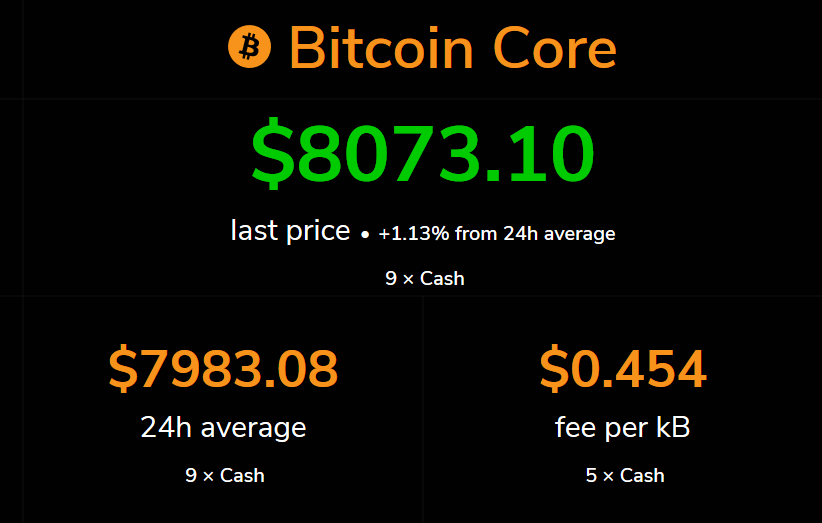 Bitcoin Core
$8073.10
last price • +1.13% from 24h average
9 × Cash
$7983.08
24h average
9 × Cash
$0.454
fee per kB
5 × Cash